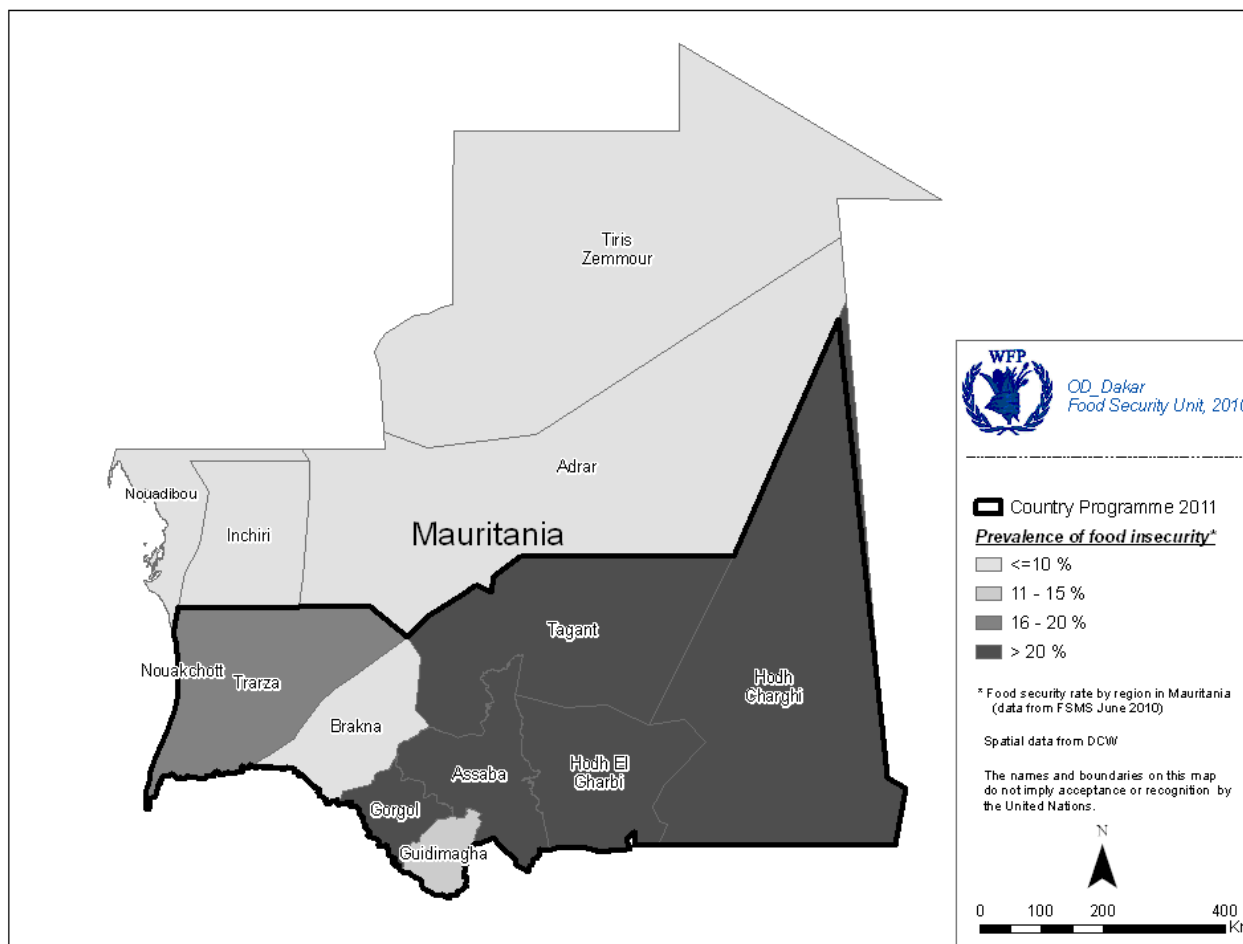 Tiris
Zemmour
Nouadibou
Inchiri
Adrar
Mauritania
Nouakchott
Trarza
Brakna
Tagant
Hodh
Charghi
Assaba
Hodh El
Gharbi
Gorgol
Guidimagha
WFP
OD_Dakar
Food Security Unit, 2010
Country Programme 2011
Prevalence of food insecurity*
<=10 %
11 - 15 %
16 - 20 %
> 20 %
* Food security rate by region in Mauritania
(data from FSMS June 2010)
Spatial data from DCW
The names and boundaries on this map
do not imply acceptance or recognition by
the United Nations.
N
0 100 200 400
Km